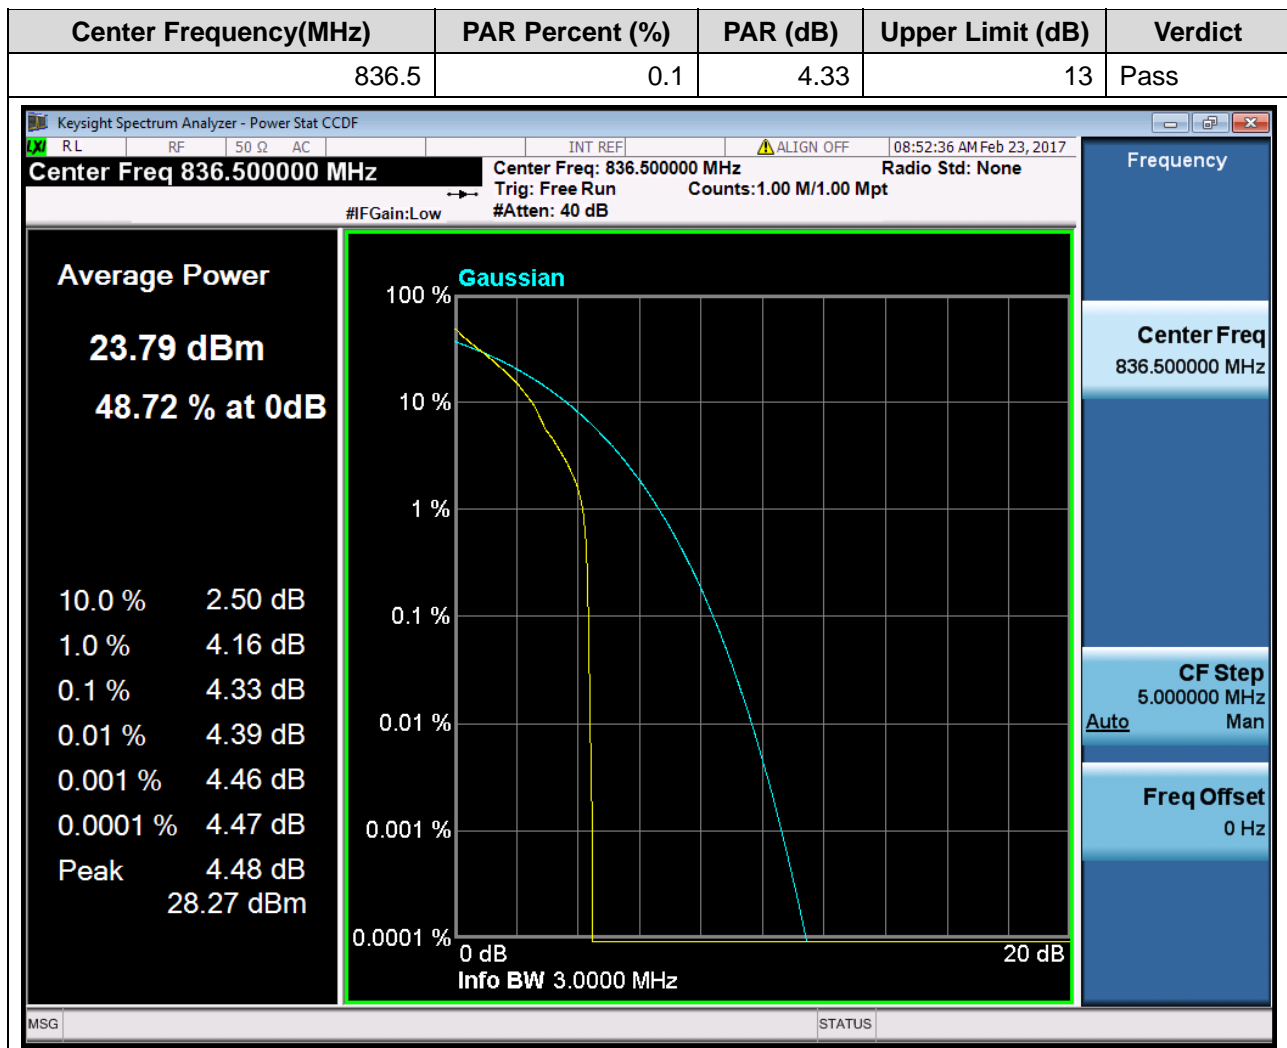 Center Frequency(MHz) PAR Percent (%) PAR (dB) Upper Limit (dB) Verdict
836.5 0.1 4.33 13 Pass
Keysight Spectrum Analyzer - Power Stat CCDF
LXI RL RF 50 Ω AC INT REF ALIGN OFF 08:52:36 AM Feb 23, 2017
Center Freq 836.500000 MHz
Center Freq: 836.500000 MHz Radio Std: None
Trig: Free Run Counts:1.00 M/1.00 Mpt
#IFGain:Low #Atten: 40 dB
Frequency
Average Power
23.79 dBm
48.72 % at 0dB
10.0 % 2.50 dB
1.0 % 4.16 dB
0.1 % 4.33 dB
0.01 % 4.39 dB
0.001 % 4.46 dB
0.0001 % 4.47 dB
Peak 4.48 dB
28.27 dBm
Gaussian
100 %
10 %
1 %
0.1 %
0.01 %
0.001 %
0.0001 %
0 dB 20 dB
Info BW 3.0000 MHz
Center Freq
836.500000 MHz
CF Step
5.000000 MHz
Auto Man
Freq Offset
0 Hz
MSG STATUS